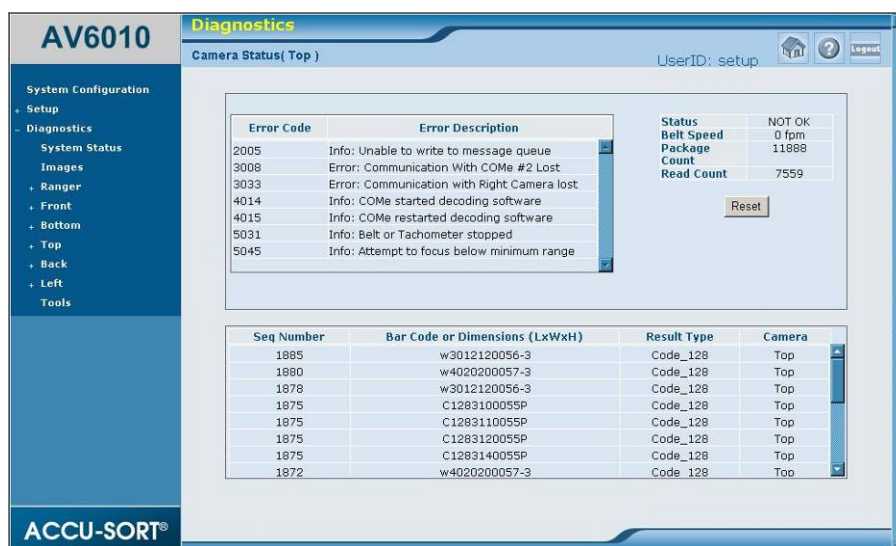 AV6010
Diagnostics
Camera Status( Top )
UserID: setup
Logout
System Configuration
+ Setup
- Diagnostics
System Status
Images
+ Ranger
+ Front
+ Bottom
+ Top
+ Back
+ Left
Tools
Error Code Error Description
2005 Info: Unable to write to message queue
3008 Error: Communication With COMe #2 Lost
3033 Error: Communication with Right Camera lost
4014 Info: COMe started decoding software
4015 Info: COMe restarted decoding software
5031 Info: Belt or Tachometer stopped
5045 Info: Attempt to focus below minimum range
Status NOT OK
Belt Speed 0 fpm
Package Count 11888
Read Count 7559
Reset
Seq Number Bar Code or Dimensions (LxWxH) Result Type Camera
1885 w3012120056-3 Code_128 Top
1880 w4020200057-3 Code_128 Top
1878 w3012120056-3 Code_128 Top
1875 C1283100055P Code_128 Top
1875 C1283110055P Code_128 Top
1875 C1283120055P Code_128 Top
1875 C1283140055P Code_128 Top
1872 w4020200057-3 Code_128 Top
ACCU-SORT®